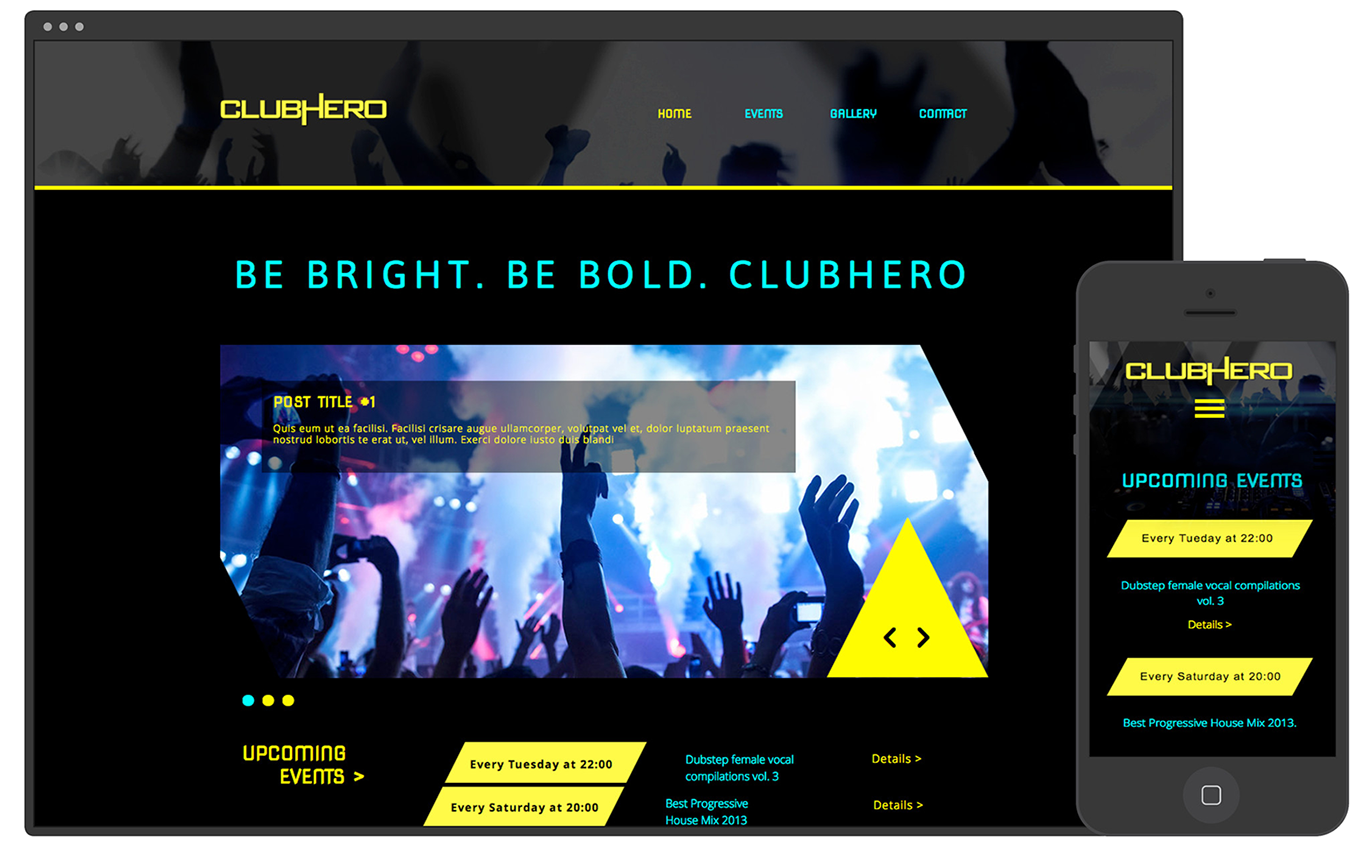 CLUBHERO
HOME EVENTS GALLERY CONTACT
BE BRIGHT. BE BOLD. CLUBHERO
POST TITLE #1
Quis eum ut ea facilisi. Facilisi crisare augue ullamcorper, volutpat vel et, dolor luptatum praesent
nostrud lobortis te erat ut, vel illum. Exerci dolore iusto duis blandi
UPCOMING
EVENTS >
Every Tuesday at 22:00
Dubstep female vocal
compilations vol. 3
Details >
Every Saturday at 20:00
Best Progressive
House Mix 2013
Details >
CLUBHERO
UPCOMING EVENTS
Every Tueday at 22:00
Dubstep female vocal compilations
vol. 3
Details >
Every Saturday at 20:00
Best Progressive House Mix 2013.